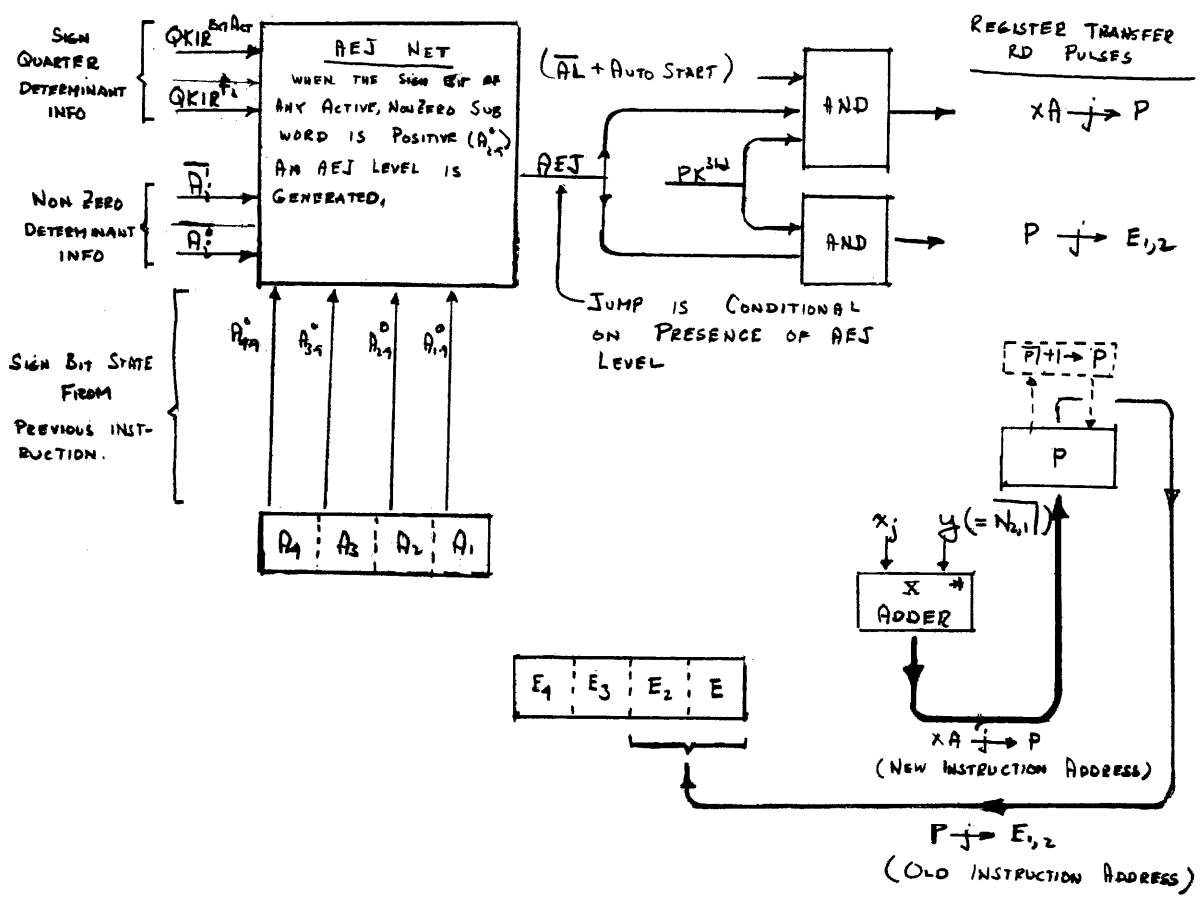 SIGN
QUARTER
DETERMINANT
INFO
QKIR
QKIR
NON ZERO
DETERMINANT
INFO
AEJ NET
WHEN THE SIGN BIT OF
ANY ACTIVE, NONZERO SUB
WORD IS POSITIVE
AN AEJ LEVEL IS
GENERATED.
SIGN BIT STATE
FROM
PREVIOUS INST-
RUCTION.
A4 A3 A2 A1
AEJ
(A̅L̅ + AUTO START)
PK
AND
AND
JUMP IS CONDITIONAL
ON PRESENCE OF AEJ
LEVEL
REGISTER TRANSFER
RD PULSES
XA —j→ P
P —j→ E1,2
P
Xj
y (= N2,1)
X
ADDER
E4 E3 E2 E
XA —j→ P
(NEW INSTRUCTION ADDRESS)
P —j→ E1,2
(OLD INSTRUCTION ADDRESS)